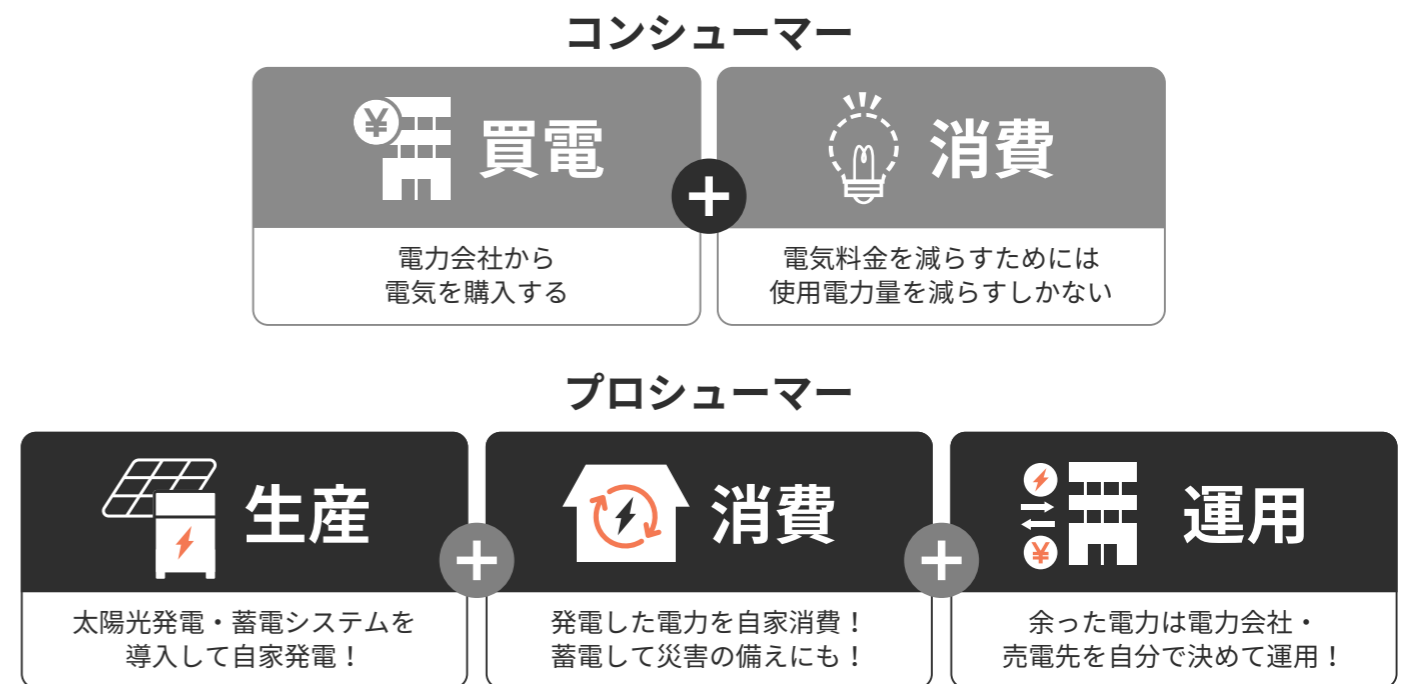 コンシューマー
¥ 買電
+
消費
電力会社から
電気を購入する
電気料金を減らすためには
使用電力量を減らすしかない
プロシューマー
生産
+
消費
+
¥ 運用
太陽光発電・蓄電システムを
導入して自家発電！
発電した電力を自家消費！
蓄電して災害の備えにも！
余った電力は電力会社・
売電先を自分で決めて運用！